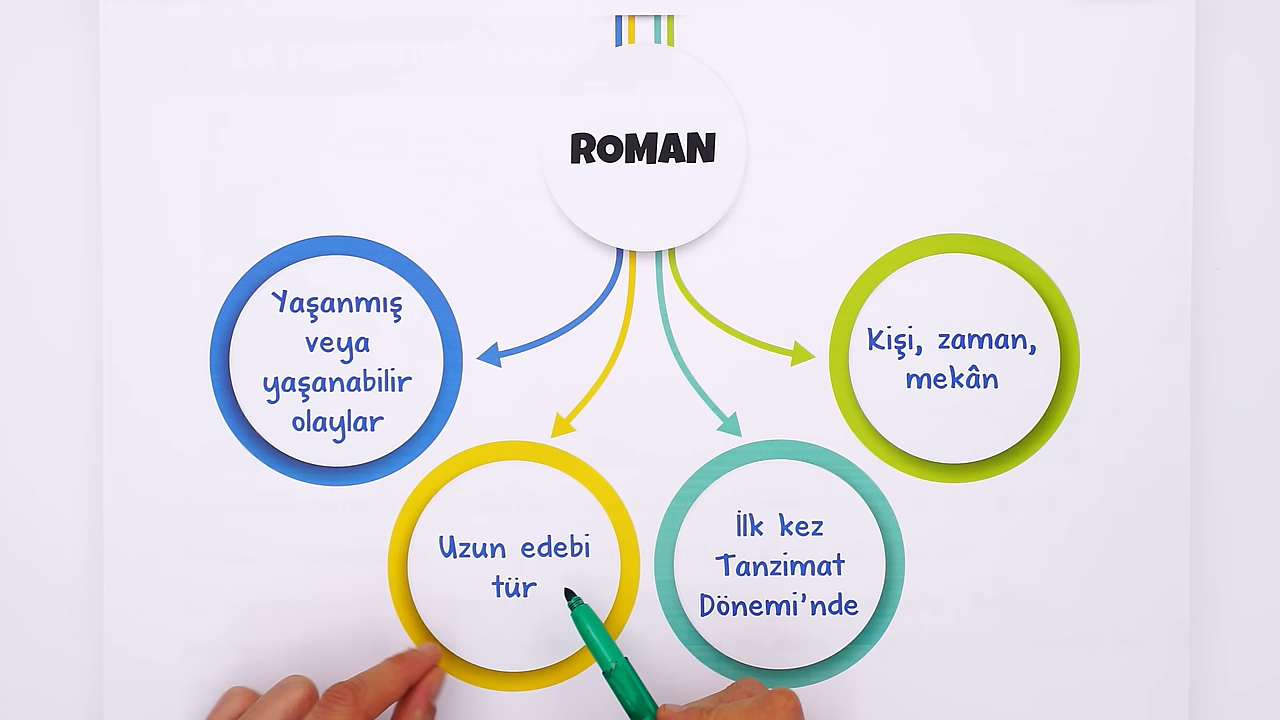 ROMAN
Yaşanmış
veya
yaşanabilir
olaylar
Uzun edebi
tür
İlk kez
Tanzimat
Dönemi'nde
Kişi, zaman,
mekân